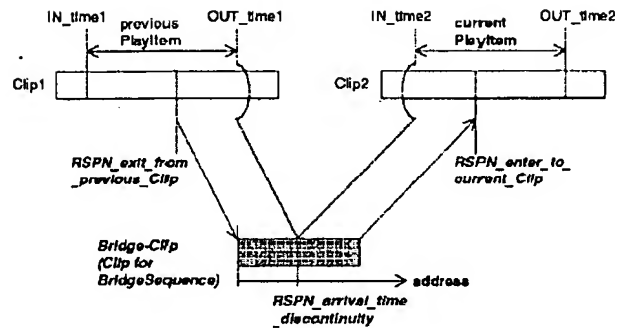 IN_time1
OUT_time1
IN_time2
OUT_time2
previous
PlayItem
current
PlayItem
Clip1
Clip2
RSPN_exit_from
_previous_Clip
RSPN_enter_to_
current_Clip
Bridge-Clip
(Clip for
BridgeSequence)
address
RSPN_arrival_time
_discontinuity